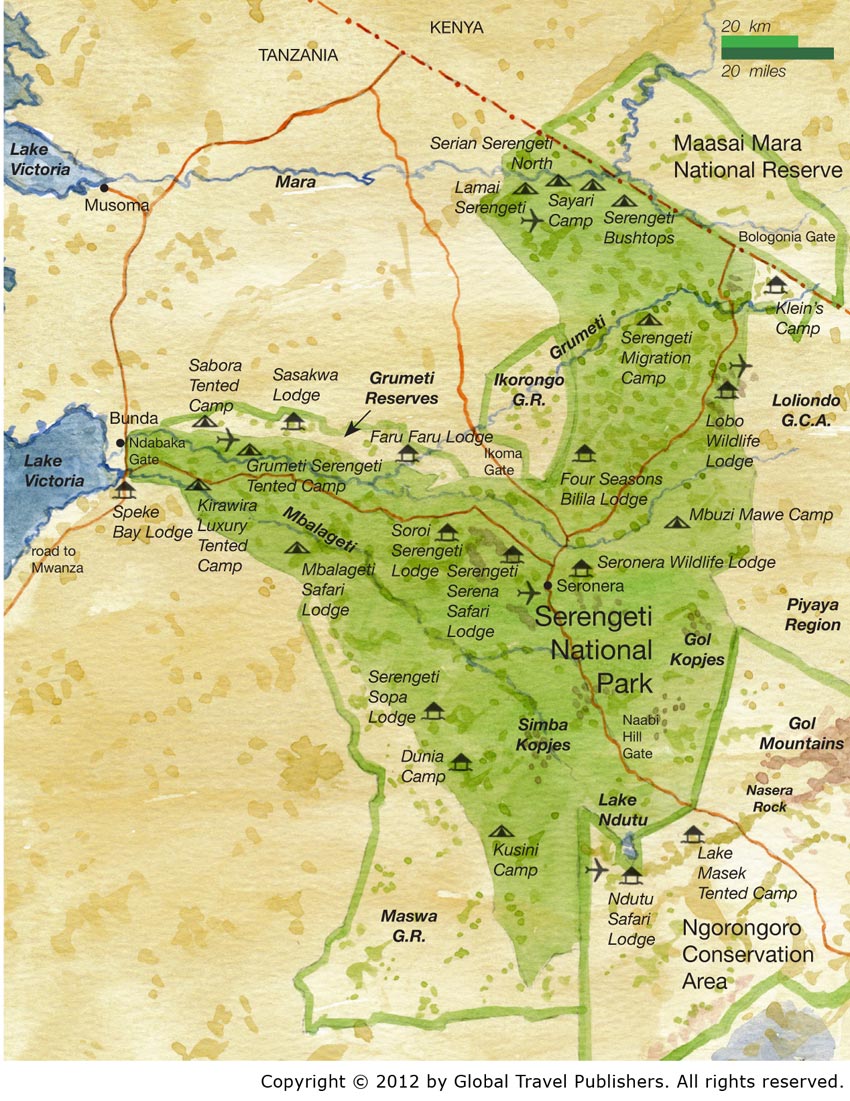 20 km
20 miles
KENYA
TANZANIA
Lake
Victoria
Mara
Musoma
Serian Serengeti
North
Lamai
Serengeti
Sayari
Camp
Serengeti
Bushtops
Maasai Mara
National Reserve
Bologonia Gate
Klein's
Camp
Grumeti
Serengeti
Migration
Camp
Sabora
Tented
Camp
Sasakwa
Lodge
Grumeti
Reserves
Ikorongo
G.R.
Loliondo
G.C.A.
Lobo
Wildlife
Lodge
Bunda
Ndabaka
Gate
Faru Faru Lodge
Ikoma
Gate
Lake
Victoria
Grumeti Serengeti
Tented Camp
Four Seasons
Bilila Lodge
Speke
Bay Lodge
Kirawira
Luxury
Tented
Camp
Mbalageti
Mbuzi Mawe Camp
road to
Mwanza
Soroi
Serengeti
Lodge
Mbalageti
Safari
Lodge
Serengeti
Serena
Safari
Lodge
Seronera Wildlife Lodge
Seronera
Serengeti
National
Park
Piyaya
Region
Gol
Kopjes
Serengeti
Sopa
Lodge
Simba
Kopjes
Naabi
Hill
Gate
Gol
Mountains
Dunia
Camp
Nasera
Rock
Lake
Ndutu
Kusini
Camp
Lake
Masek
Tented Camp
Ndutu
Safari
Lodge
Maswa
G.R.
Ngorongoro
Conservation
Area
Copyright © 2012 by Global Travel Publishers. All rights reserved.